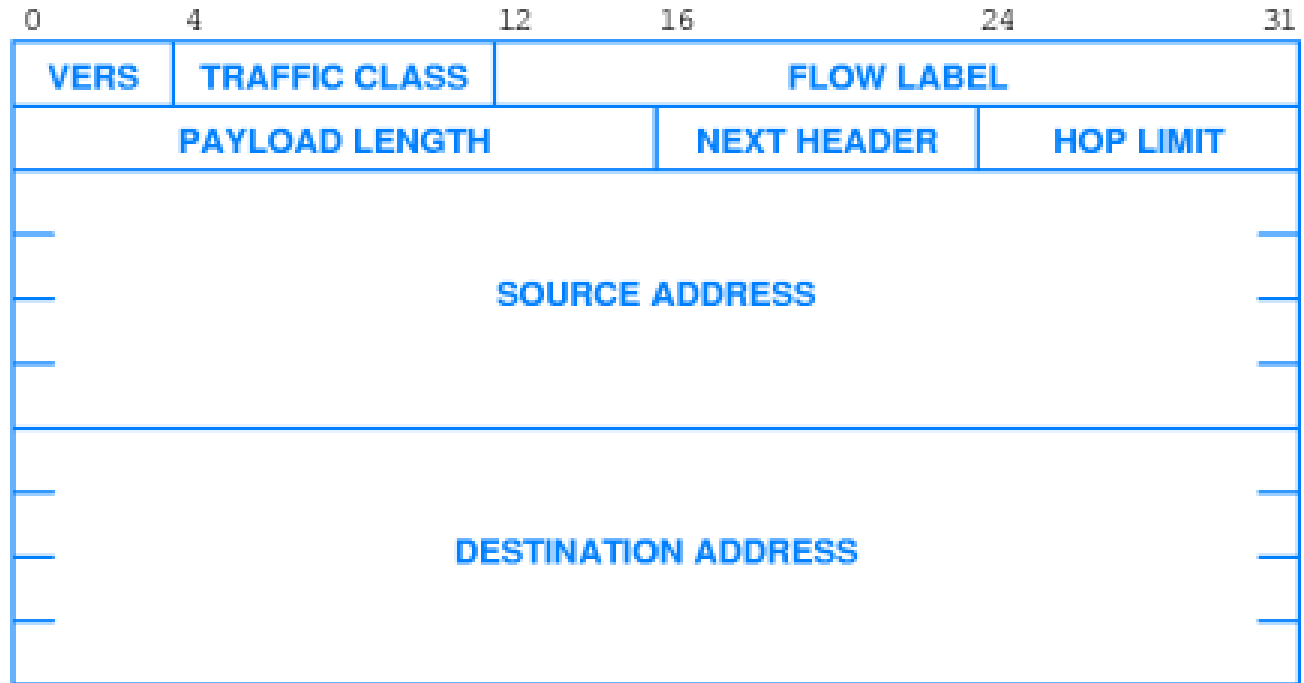 0 4 12 16 24 31
VERS TRAFFIC CLASS FLOW LABEL
PAYLOAD LENGTH NEXT HEADER HOP LIMIT
SOURCE ADDRESS
DESTINATION ADDRESS